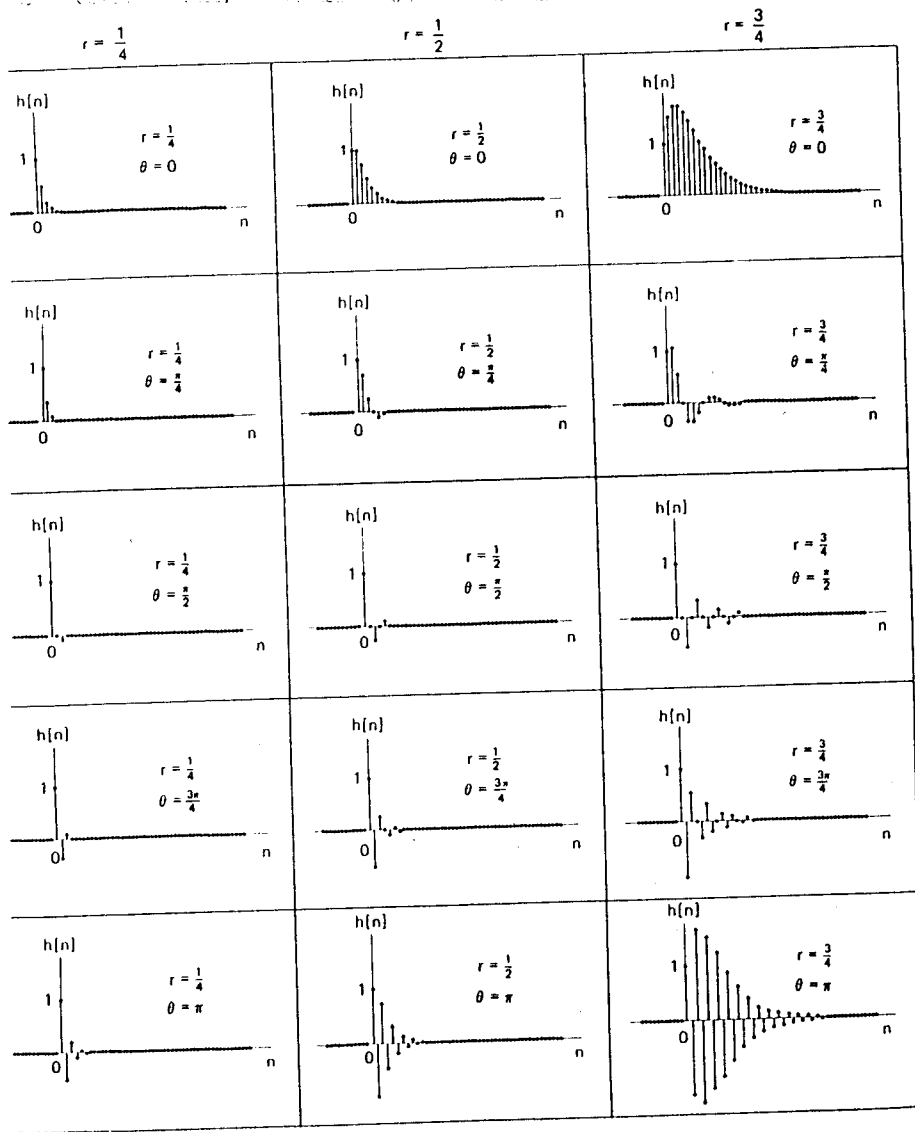 r = 1/4 r = 1/2 r = 3/4
h[n] h[n] h[n]
r = 1/4 r = 1/2 r = 3/4
1 θ = 0 1 θ = 0 1 θ = 0
0 n 0 n 0 n
h[n] h[n] h[n]
r = 1/4 r = 1/2 r = 3/4
1 θ = π/4 1 θ = π/4 1 θ = π/4
0 n 0 n 0 n
h[n] h[n] h[n]
r = 1/4 r = 1/2 r = 3/4
1 θ = π/2 1 θ = π/2 1 θ = π/2
0 n 0 n 0 n
h[n] h[n] h[n]
r = 1/4 r = 1/2 r = 3/4
1 θ = 3π/4 1 θ = 3π/4 1 θ = 3π/4
0 n 0 n 0 n
h[n] h[n] h[n]
r = 1/4 r = 1/2 r = 3/4
1 θ = π 1 θ = π 1 θ = π
0 n 0 n 0 n